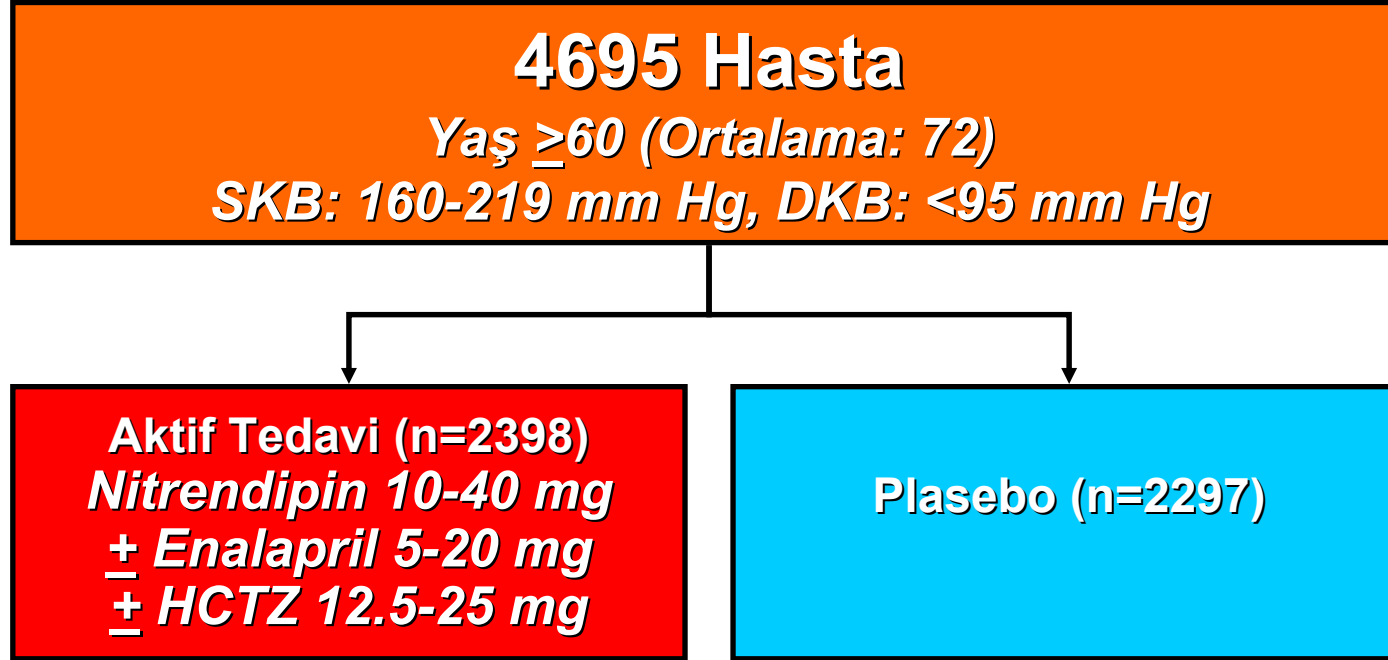 4695 Hasta
Yaş ≥60 (Ortalama: 72)
SKB: 160-219 mm Hg, DKB: <95 mm Hg
Aktif Tedavi (n=2398)
Nitrendipin 10-40 mg
± Enalapril 5-20 mg
± HCTZ 12.5-25 mg
Plasebo (n=2297)